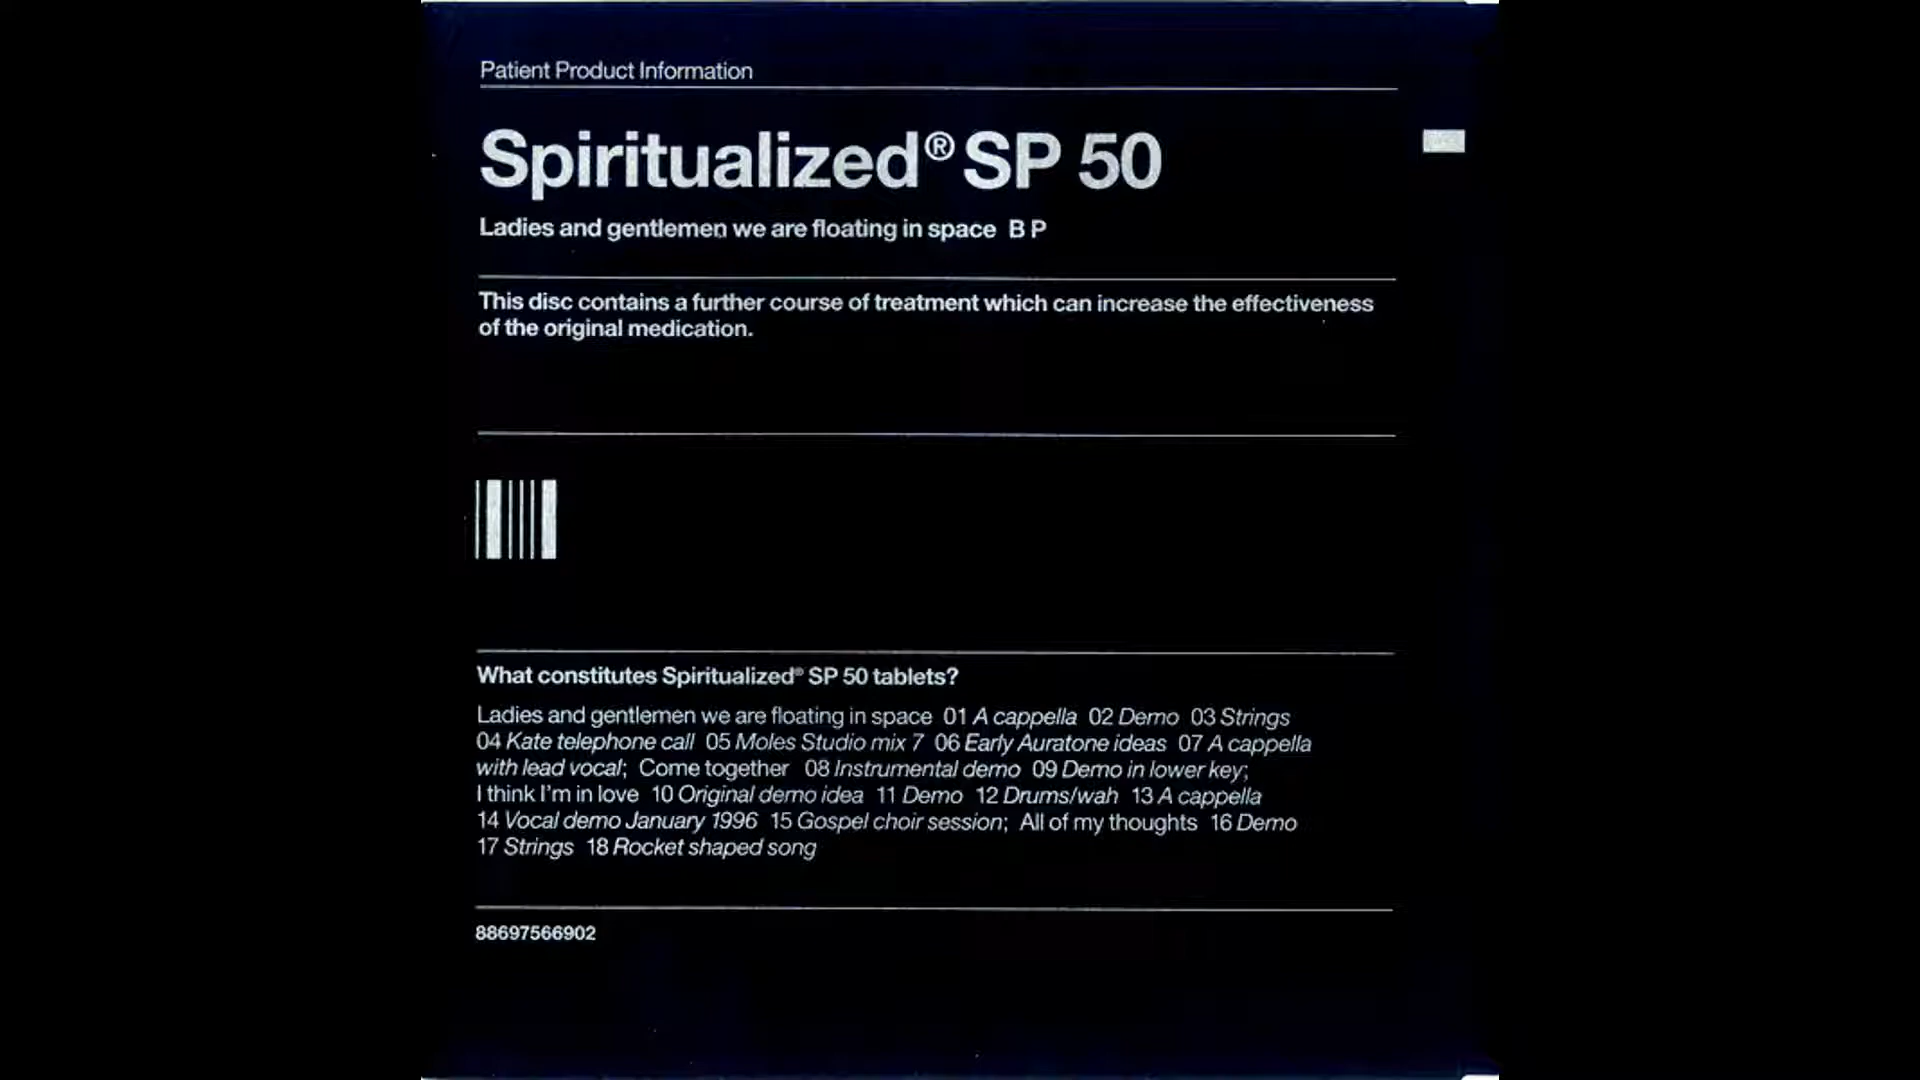 Patient Product Information
Spiritualized® SP 50
Ladies and gentlemen we are floating in space B P
This disc contains a further course of treatment which can increase the effectiveness
of the original medication.
What constitutes Spiritualized® SP 50 tablets?
Ladies and gentlemen we are floating in space 01 A cappella 02 Demo 03 Strings
04 Kate telephone call 05 Moles Studio mix 7 06 Early Auratone ideas 07 A cappella
with lead vocal; Come together 08 Instrumental demo 09 Demo in lower key;
I think I'm in love 10 Original demo idea 11 Demo 12 Drums/wah 13 A cappella
14 Vocal demo January 1996 15 Gospel choir session; All of my thoughts 16 Demo
17 Strings 18 Rocket shaped song
88697566902